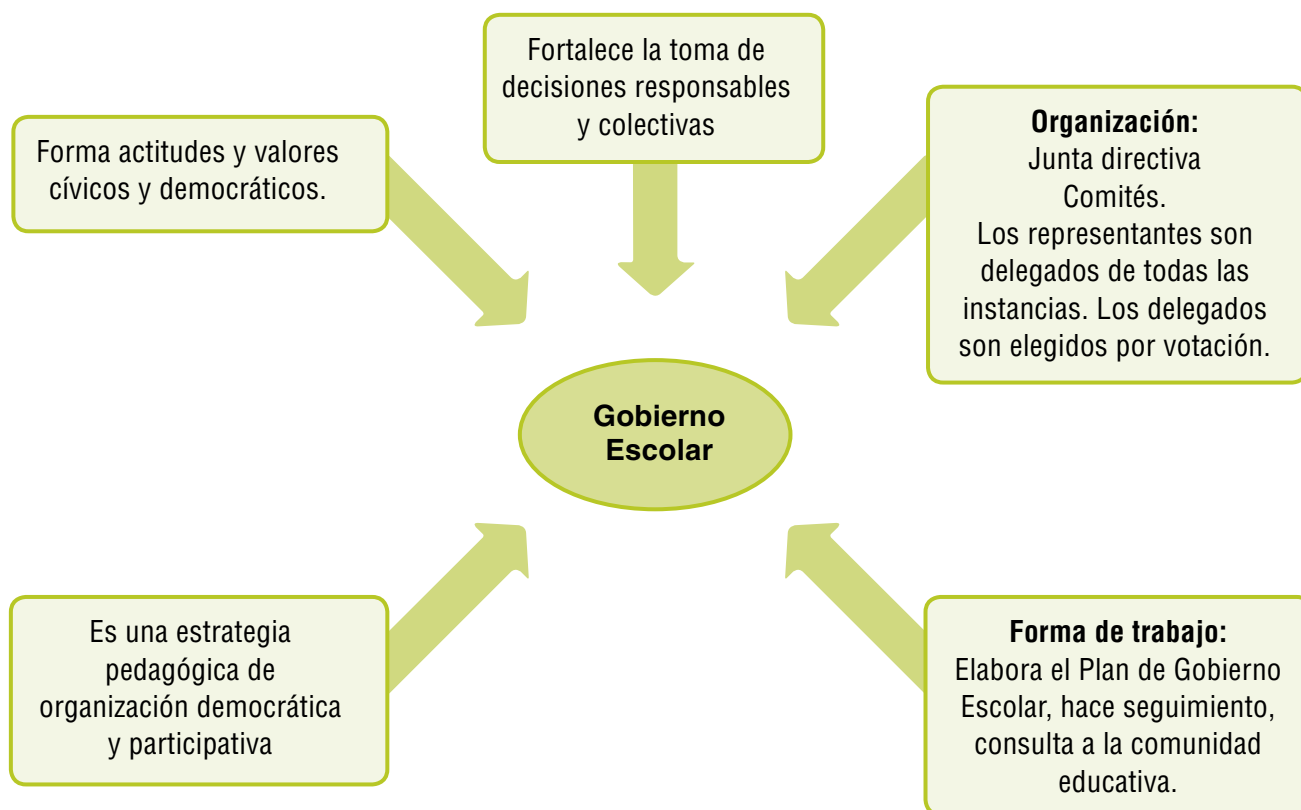 Fortalece la toma de
decisiones responsables
y colectivas
Forma actitudes y valores
cívicos y democráticos.
Organización:
Junta directiva
Comités.
Los representantes son
delegados de todas las
instancias. Los delegados
son elegidos por votación.
Gobierno
Escolar
Es una estrategia
pedagógica de
organización democrática
y participativa
Forma de trabajo:
Elabora el Plan de Gobierno
Escolar, hace seguimiento,
consulta a la comunidad
educativa.